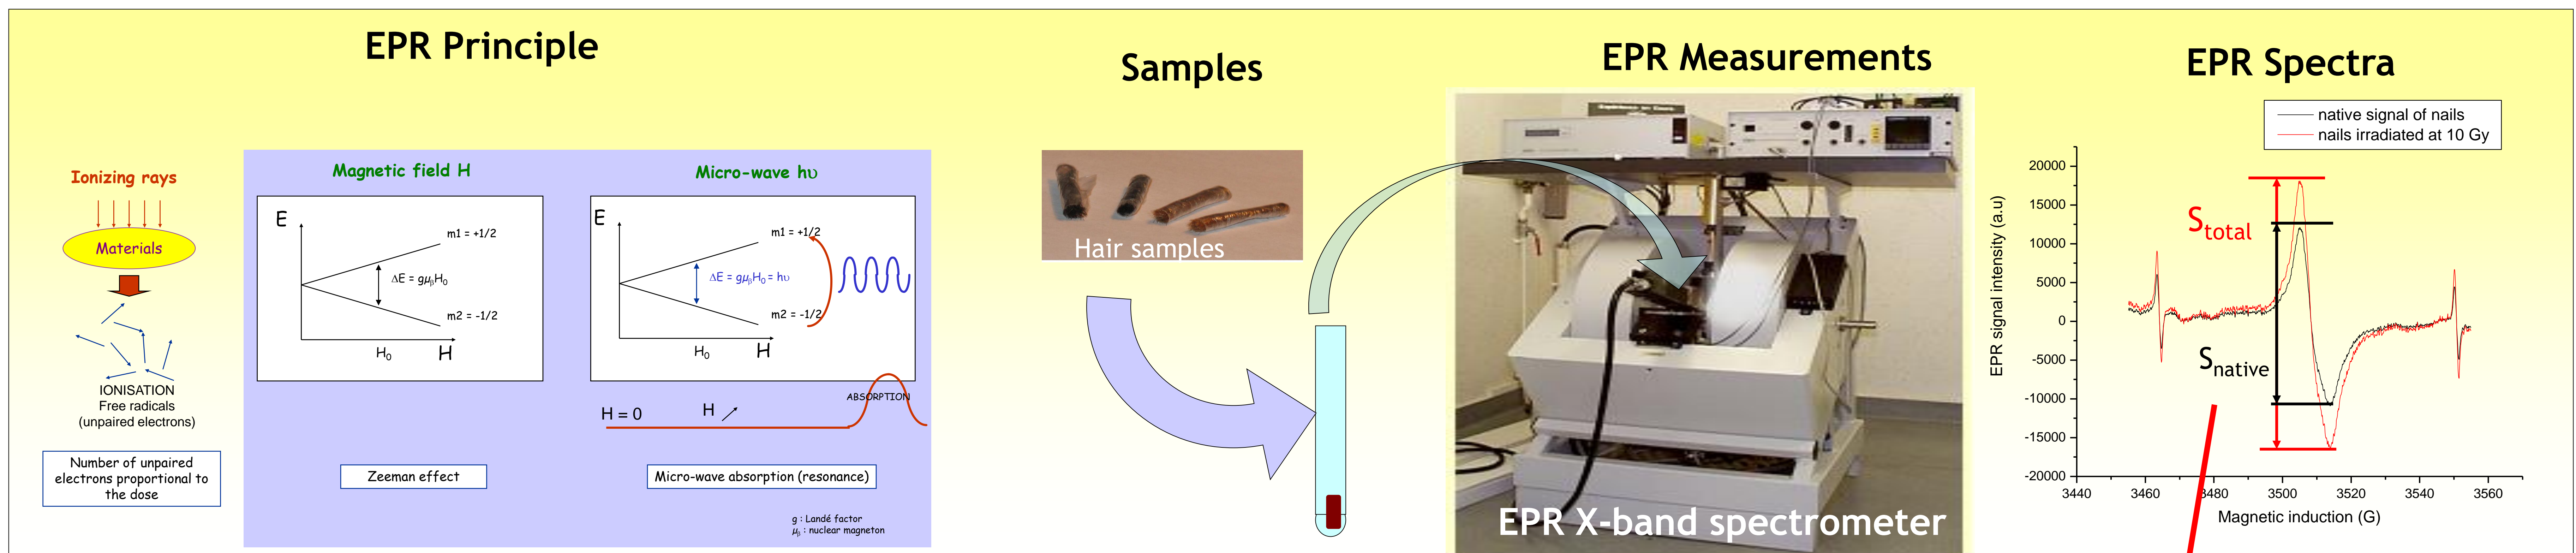 EPR Principle
Ionizing rays
Materials
IONISATION
Free radicals
(unpaired electrons)
Number of unpaired
electrons proportional to
the dose
Magnetic field H
E
m1 = +1/2
ΔE = gμβH0
m2 = -1/2
H0
H
Zeeman effect
Micro-wave hυ
E
m1 = +1/2
ΔE = gμβH0 = hυ
m2 = -1/2
H0
H
ABSORPTION
H = 0
H
Micro-wave absorption (resonance)
g : Landé factor
μβ : nuclear magneton
Samples
Hair samples
EPR Measurements
EPR X-band spectrometer
EPR Spectra
native signal of nails
nails irradiated at 10 Gy
EPR signal intensity (a.u)
20000
15000
10000
5000
0
-5000
-10000
-15000
-20000
Stotal
Snative
3440
3460
3480
3500
3520
3540
3560
Magnetic induction (G)